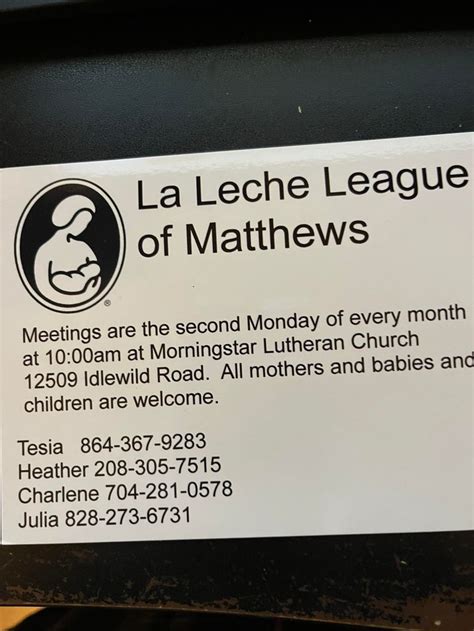 La Leche League
of Matthews
®
Meetings are the second Monday of every month
at 10:00am at Morningstar Lutheran Church
12509 Idlewild Road. All mothers and babies and
children are welcome.
Tesia 864-367-9283
Heather 208-305-7515
Charlene 704-281-0578
Julia 828-273-6731